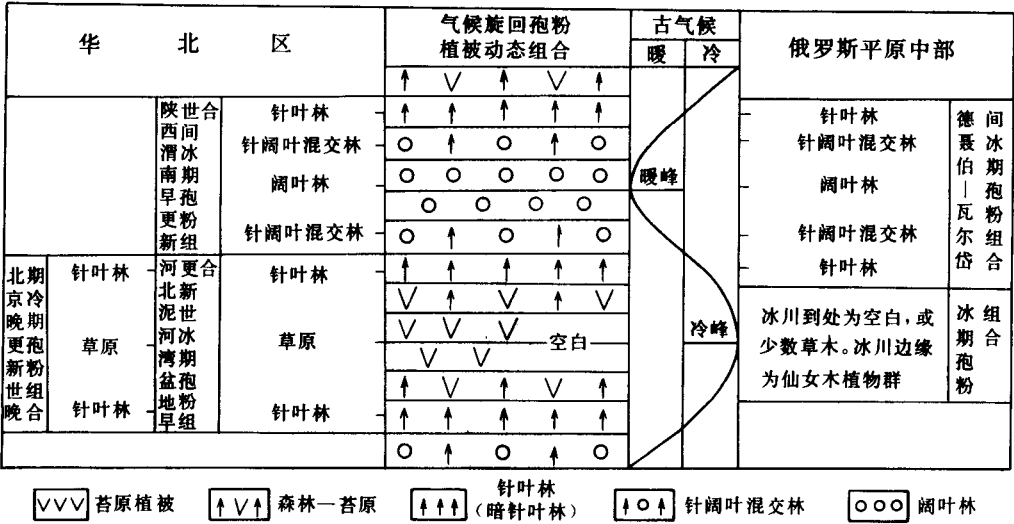 华北区
气候旋回孢粉
植被动态组合
古气候
暖
冷
俄罗斯平原中部
陕西渭南早更新
世间冰期孢粉组
合
针叶林
针阔叶混交林
阔叶林
针阔叶混交林
暖峰
针叶林
针阔叶混交林
阔叶林
针阔叶混交林
针叶林
德聂伯—瓦尔岱
间冰期孢粉组合
北京晚更新世晚
期冷期孢粉组合
针叶林
草原
针叶林
河北泥河湾盆地早
更新世冰期孢粉组
合
针叶林
草原
针叶林
空白
冷峰
冰川到处为空白，或
少数草木。冰川边缘
为仙女木植物群
冰期孢粉
组合
苔原植被
森林—苔原
针叶林
（暗针叶林）
针阔叶混交林
阔叶林